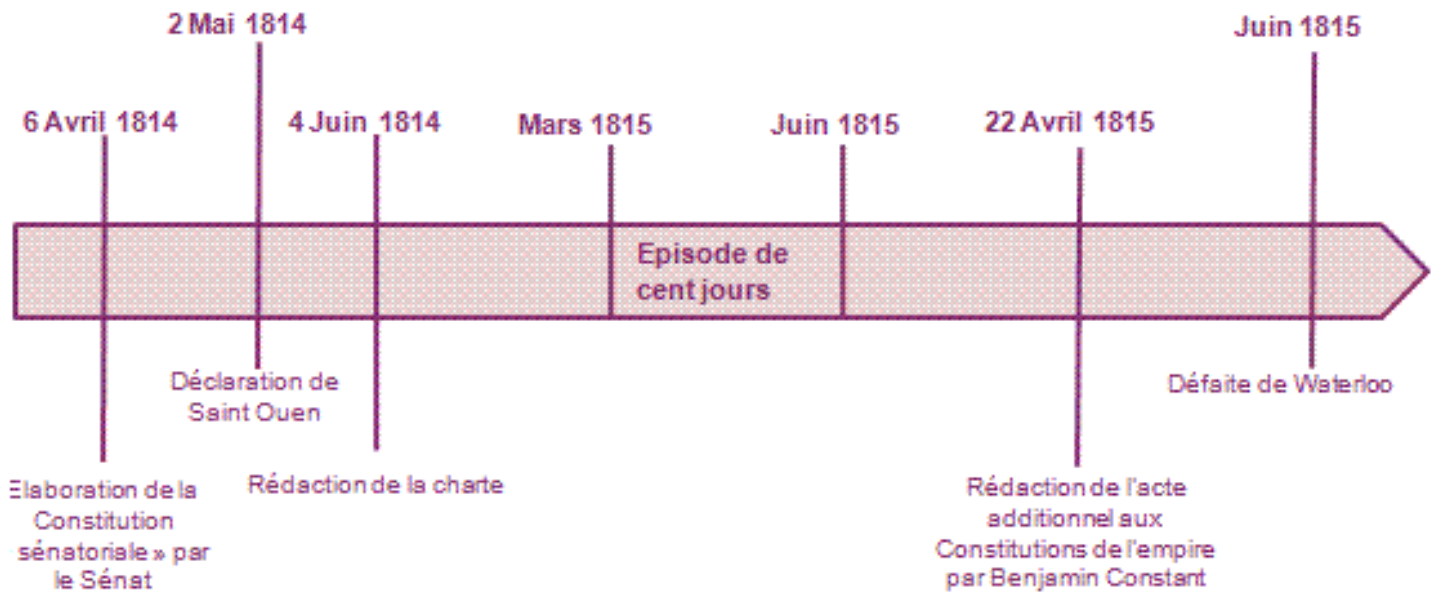 2 Mai 1814
Juin 1815
6 Avril 1814
4 Juin 1814
Mars 1815
Juin 1815
22 Avril 1815
Episode de
cent jours
Déclaration de
Saint Ouen
Défaite de Waterloo
Elaboration de la
Constitution
sénatoriale » par
le Sénat
Rédaction de la charte
Rédaction de l'acte
additionnel aux
Constitutions de l'empire
par Benjamin Constant